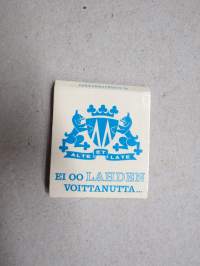 ALTE ET LATE
EI OO LAHDEN
VOITTANUTTA...